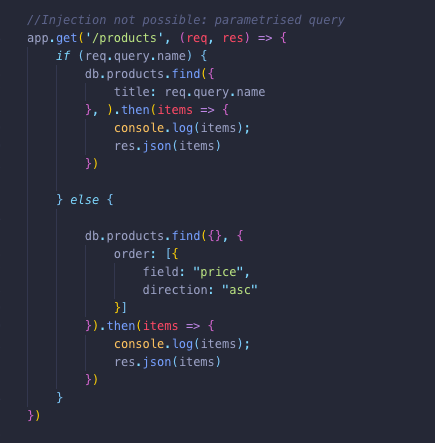 //Injection not possible: parametrised query
app.get('/products', (req, res) => {
    if (req.query.name) {
        db.products.find({
            title: req.query.name
        }, ).then(items => {
            console.log(items);
            res.json(items)
        })

    } else {

        db.products.find({}, {
            order: [{
                field: "price",
                direction: "asc"
            }]
        }).then(items => {
            console.log(items);
            res.json(items)
        })
    }
})